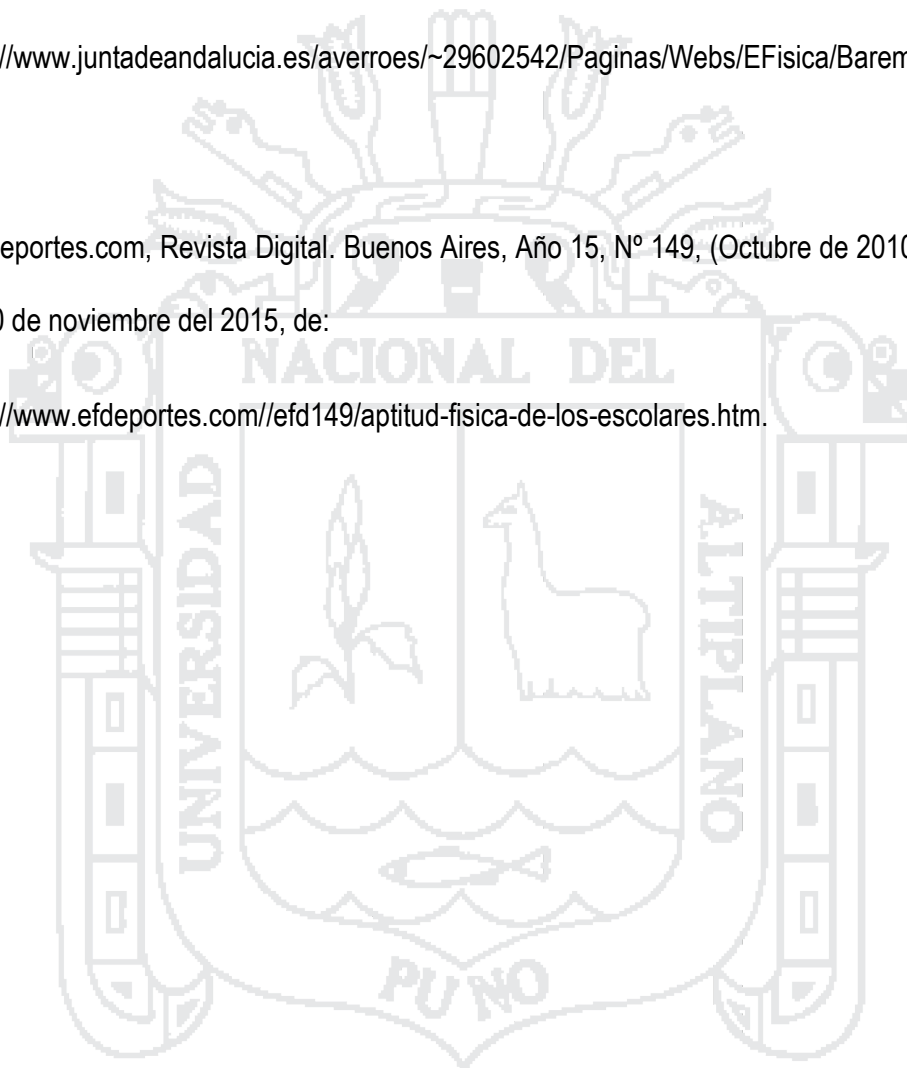 //www.juntadeandalucia.es/averroes/~29602542/Paginas/Webs/EFisica/Barem
eportes.com, Revista Digital. Buenos Aires, Año 15, Nº 149, (Octubre de 2010
0 de noviembre del 2015, de:
//www.efdeportes.com//efd149/aptitud-fisica-de-los-escolares.htm.
NACIONAL DEL
UNIVERSIDAD
ALTIPLANO
PUNO